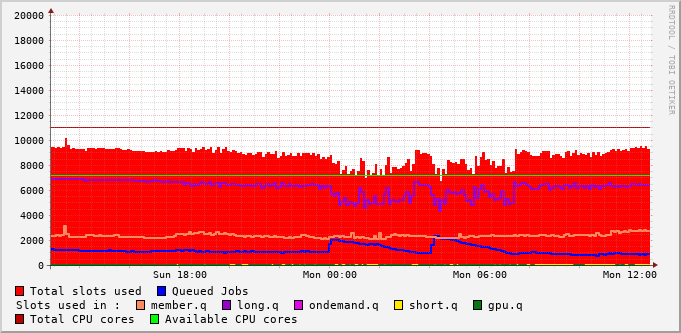 20000
18000
16000
14000
12000
10000
8000
6000
4000
2000
0
Sun 18:00 Mon 00:00 Mon 06:00 Mon 12:00
RRDTOOL / TOBI OETIKER
Total slots used Queued Jobs
Slots used in : member.q long.q ondemand.q short.q gpu.q
Total CPU cores Available CPU cores